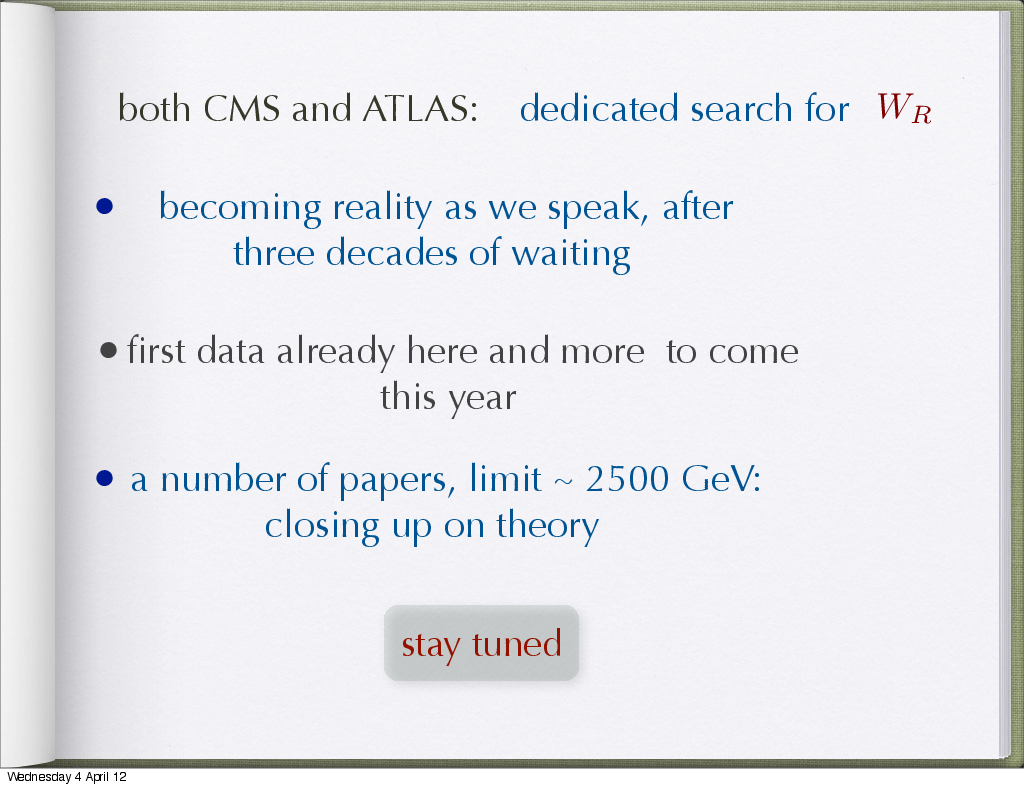 both CMS and ATLAS: dedicated search for W_R
• becoming reality as we speak, after
three decades of waiting
• first data already here and more to come
this year
• a number of papers, limit ~ 2500 GeV:
closing up on theory
stay tuned
Wednesday 4 April 12